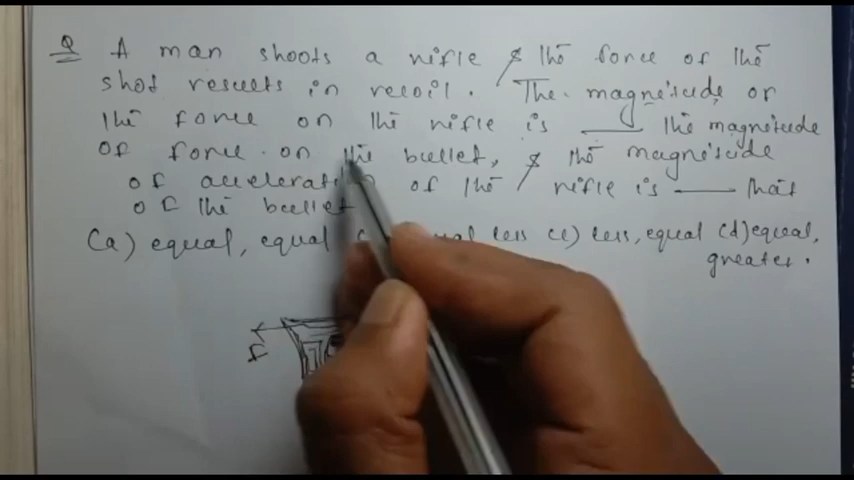 Q A man shoots a rifle & the force of the
shot results in recoil. The magnitude of
the force on the rifle is ___ the magnitude
of force on the bullet, & the magnitude
of acceleration of the rifle is ___ that
of the bullet
(a) equal, equal less (c) less, equal (d) equal,
greater.
F